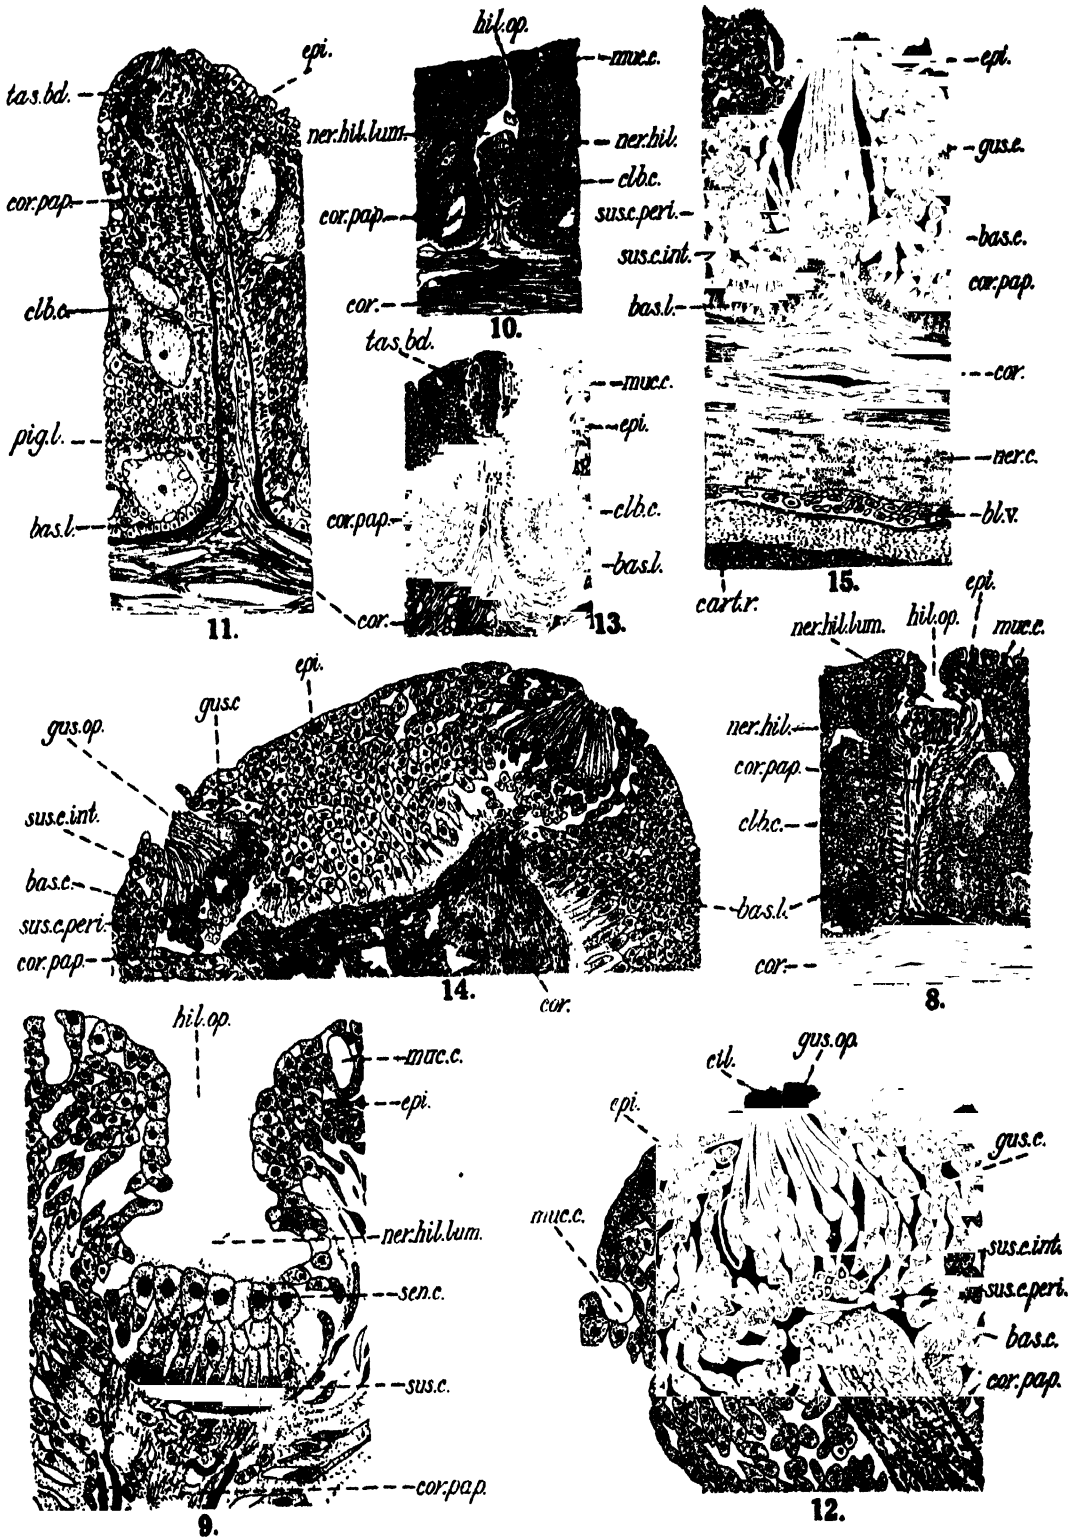 epi.
tas.bd.
cor.pap.
clb.c.
pig.l.
bas.l.
cor.
11.
hil.op.
muc.c.
ner.hil.lum.
ner.hil.
clb.c.
cor.pap.
cor.
10.
tas.bd.
muc.c.
epi.
clb.c.
cor.pap.
bas.l.
13.
epi.
gus.c.
sus.c.peri.
bas.c.
sus.c.int.
cor.pap.
bas.l.
cor.
ner.c.
bl.v.
cart.r.
15.
epi.
gus.c
gus.op.
sus.c.int.
bas.c.
sus.c.peri.
cor.pap.
bas.l.
cor.
14.
epi.
hil.op.
ner.hil.lum.
muc.c.
ner.hil.
cor.pap.
clb.c.
cor.
8.
hil.op.
muc.c.
epi.
ner.hil.lum.
sen.c.
sus.c.
cor.pap.
9.
gus.op.
cil.
epi.
gus.c.
muc.c.
sus.c.int.
sus.c.peri.
bas.c.
cor.pap.
12.